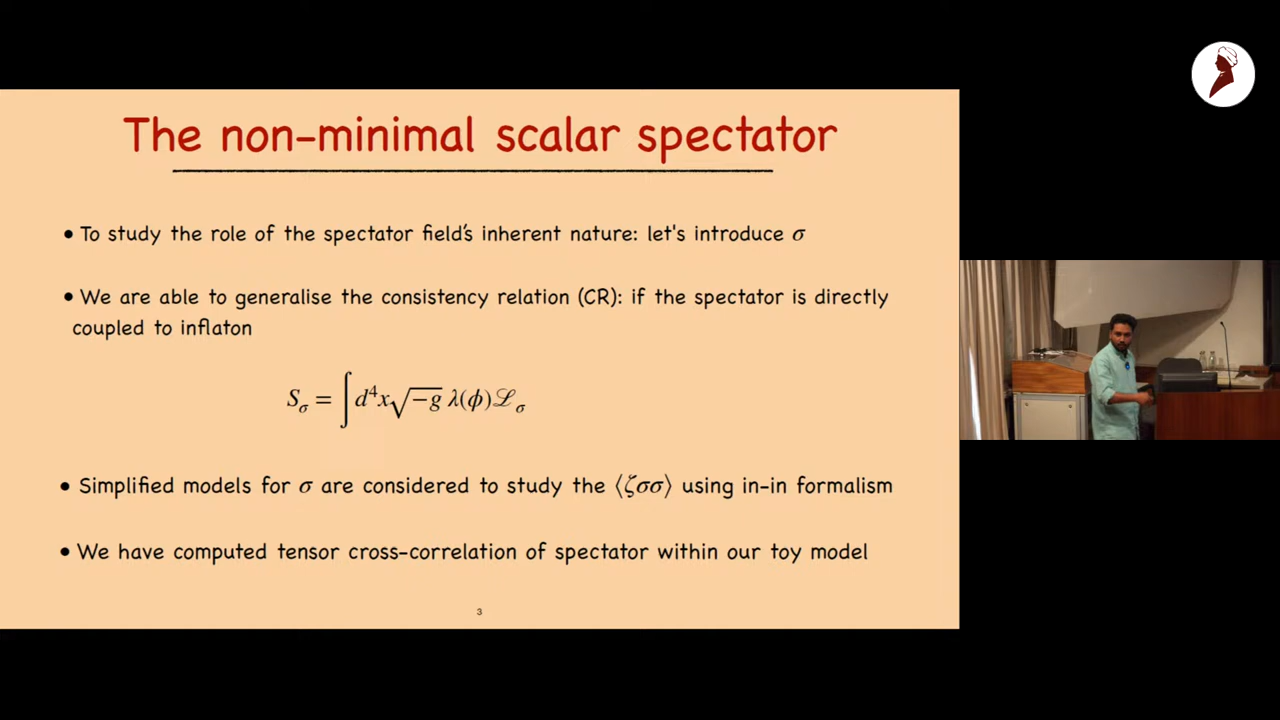 The non-minimal scalar spectator
• To study the role of the spectator field's inherent nature: let's introduce σ
• We are able to generalise the consistency relation (CR): if the spectator is directly
coupled to inflaton
S_σ = ∫ d⁴x √−g λ(ϕ) ℒ_σ
• Simplified models for σ are considered to study the ⟨ζσσ⟩ using in-in formalism
• We have computed tensor cross-correlation of spectator within our toy model
3